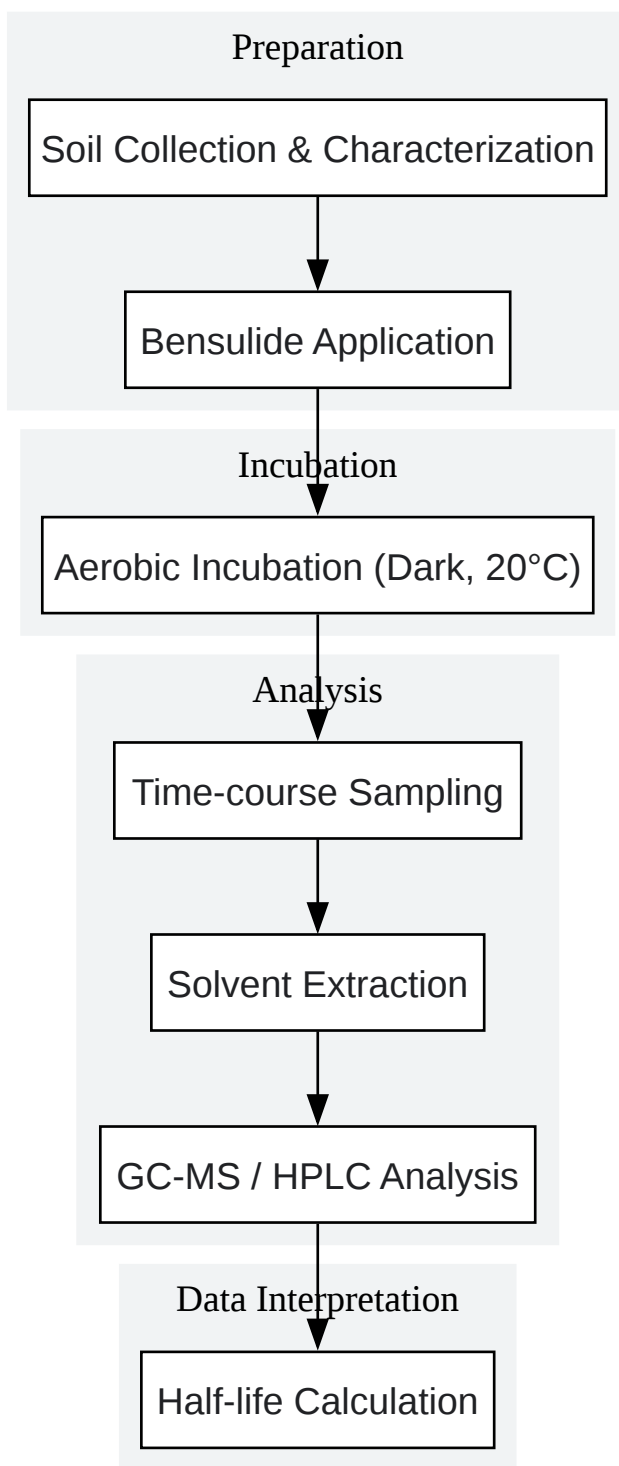 Preparation
Soil Collection & Characterization
Bensulide Application
Incubation
Aerobic Incubation (Dark, 20°C)
Analysis
Time-course Sampling
Solvent Extraction
GC-MS / HPLC Analysis
Data Interpretation
Half-life Calculation